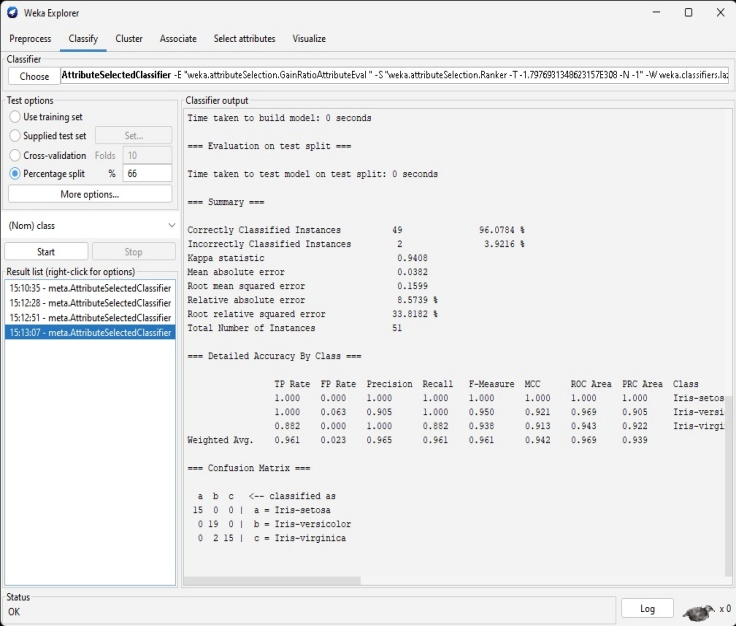 Weka Explorer
Preprocess Classify Cluster Associate Select attributes Visualize
Classifier
Choose AttributeSelectedClassifier -E "weka.attributeSelection.GainRatioAttributeEval " -S "weka.attributeSelection.Ranker -T -1.7976931348623157E308 -N -1" -W weka.classifiers.laz
Test options
Use training set
Supplied test set Set...
Cross-validation Folds 10
Percentage split % 66
More options...
(Nom) class
Start Stop
Result list (right-click for options)
15:10:35 - meta.AttributeSelectedClassifier
15:12:28 - meta.AttributeSelectedClassifier
15:12:51 - meta.AttributeSelectedClassifier
15:13:07 - meta.AttributeSelectedClassifier
Classifier output
Time taken to build model: 0 seconds
=== Evaluation on test split ===
Time taken to test model on test split: 0 seconds
=== Summary ===
Correctly Classified Instances 49 96.0784 %
Incorrectly Classified Instances 2 3.9216 %
Kappa statistic 0.9408
Mean absolute error 0.0382
Root mean squared error 0.1599
Relative absolute error 8.5739 %
Root relative squared error 33.8182 %
Total Number of Instances 51
=== Detailed Accuracy By Class ===
TP Rate FP Rate Precision Recall F-Measure MCC ROC Area PRC Area Class
1.000 0.000 1.000 1.000 1.000 1.000 1.000 1.000 Iris-setos
1.000 0.063 0.905 1.000 0.950 0.921 0.969 0.905 Iris-versi
0.882 0.000 1.000 0.882 0.938 0.913 0.943 0.922 Iris-virgi
Weighted Avg. 0.961 0.023 0.965 0.961 0.961 0.942 0.969 0.939
=== Confusion Matrix ===
a b c <-- classified as
15 0 0 | a = Iris-setosa
0 19 0 | b = Iris-versicolor
0 2 15 | c = Iris-virginica
Status
OK
Log x 0